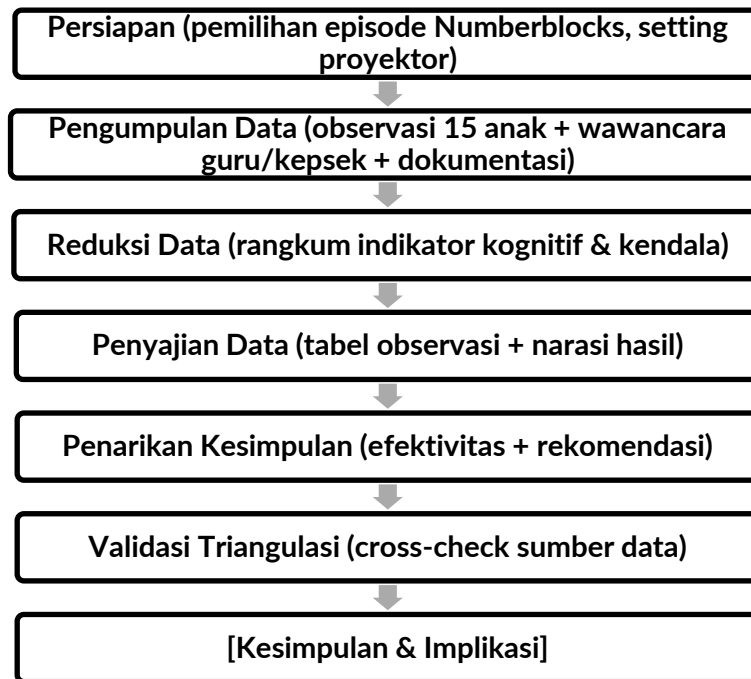 Persiapan (pemilihan episode Numberblocks, setting
proyektor)
Pengumpulan Data (observasi 15 anak + wawancara
guru/kepsek + dokumentasi)
Reduksi Data (rangkum indikator kognitif & kendala)
Penyajian Data (tabel observasi + narasi hasil)
Penarikan Kesimpulan (efektivitas + rekomendasi)
Validasi Triangulasi (cross-check sumber data)
[Kesimpulan & Implikasi]